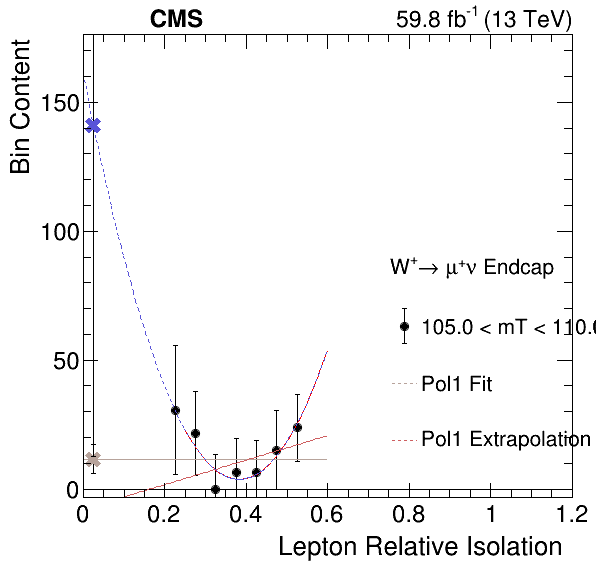 CMS 59.8 fb⁻¹ (13 TeV)
Bin Content
150
100
50
0
W⁺→ μ⁺ν Endcap
105.0 < mT < 110.0
Pol1 Fit
Pol1 Extrapolation
0 0.2 0.4 0.6 0.8 1 1.2
Lepton Relative Isolation